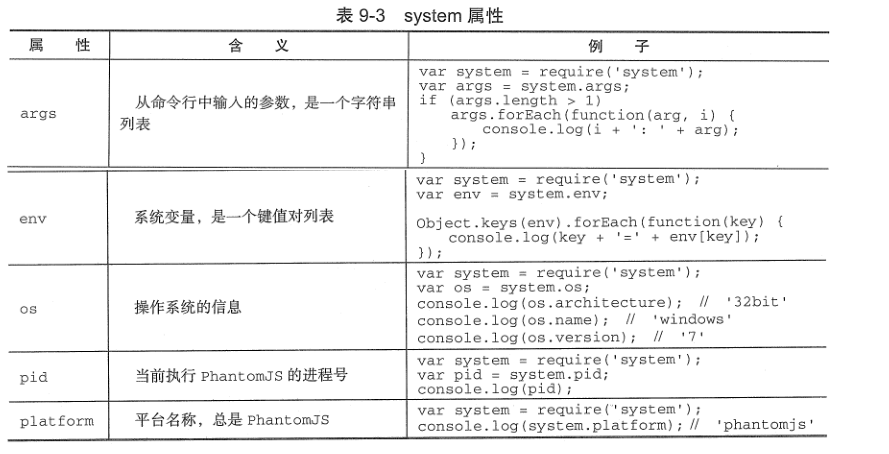 表 9-3 system 属性
属 性 含 义 例 子
args
从命令行中输入的参数，是一个字符串
列表
var system = require('system');
var args = system.args;
if (args.length > 1)
args.forEach(function(arg, i) {
console.log(i + ': ' + arg);
});
}
env
系统变量，是一个键值对列表
var system = require('system');
var env = system.env;
Object.keys(env).forEach(function(key) {
console.log(key + '=' + env[key]);
});
os
操作系统的信息
var system = require('system');
var os = system.os;
console.log(os.architecture); // '32bit'
console.log(os.name); // 'windows'
console.log(os.version); // '7'
pid
当前执行 PhantomJS 的进程号
var system = require('system');
var pid = system.pid;
console.log(pid);
platform
平台名称，总是 PhantomJS
var system = require('system');
console.log(system.platform); // 'phantomjs'